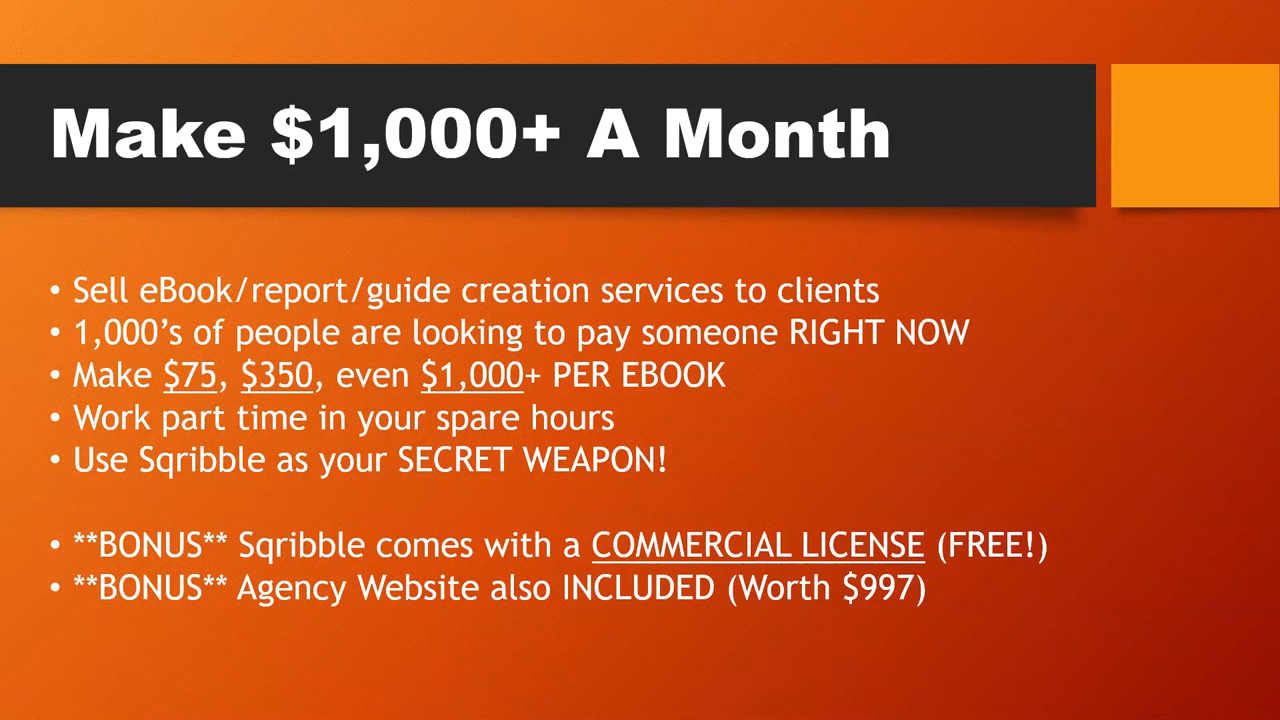 Make $1,000+ A Month
• Sell eBook/report/guide creation services to clients
• 1,000’s of people are looking to pay someone RIGHT NOW
• Make $75, $350, even $1,000+ PER EBOOK
• Work part time in your spare hours
• Use Sqribble as your SECRET WEAPON!
• **BONUS** Sqribble comes with a COMMERCIAL LICENSE (FREE!)
• **BONUS** Agency Website also INCLUDED (Worth $997)